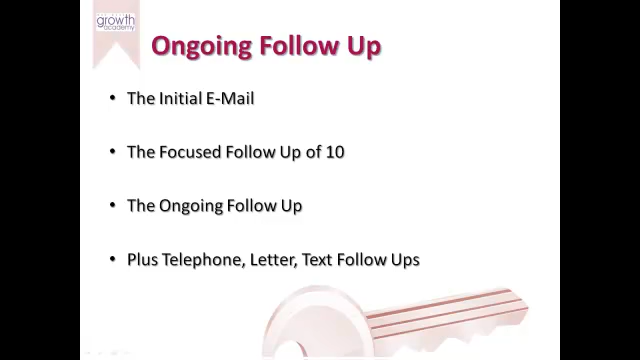 growth
academy
Ongoing Follow Up
• The Initial E-Mail
• The Focused Follow Up of 10
• The Ongoing Follow Up
• Plus Telephone, Letter, Text Follow Ups